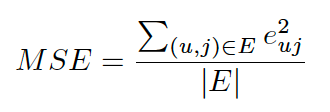 MSE = \frac{\sum_{(u,j) \in E} e_{uj}^2}{|E|}